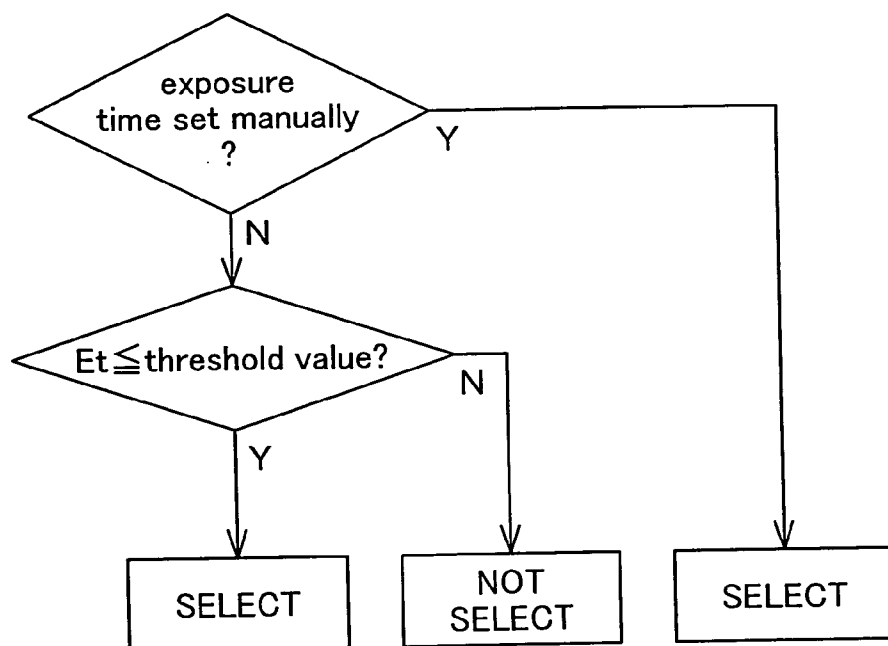 exposure
time set manually
?
Y
N
Et≦threshold value?
N
Y
SELECT
NOT
SELECT
SELECT